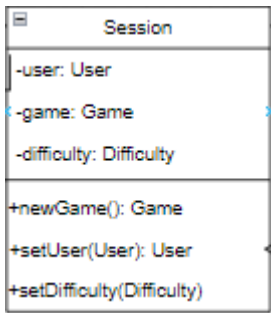 Session
-user: User
-game: Game
-difficulty: Difficulty
+newGame(): Game
+setUser(User): User
+setDifficulty(Difficulty)